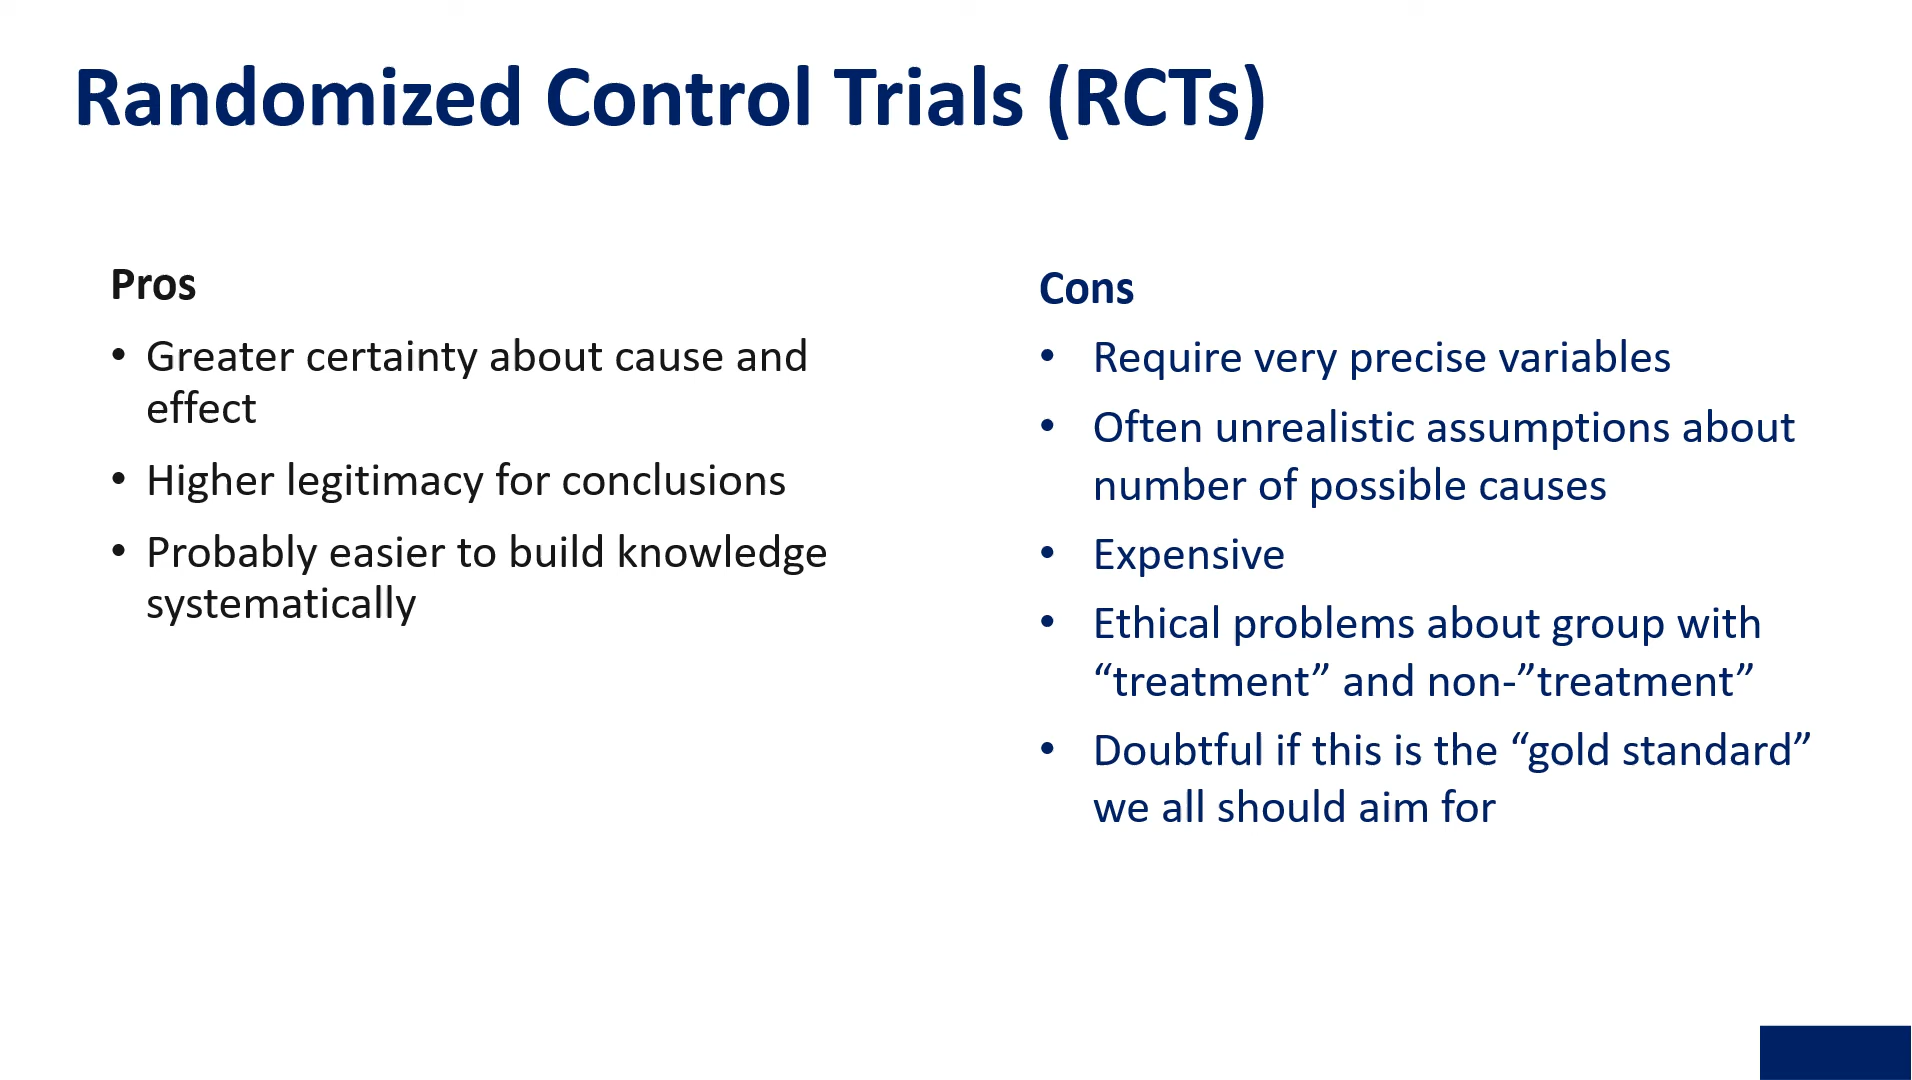 Randomized Control Trials (RCTs)
Pros
• Greater certainty about cause and
effect
• Higher legitimacy for conclusions
• Probably easier to build knowledge
systematically
Cons
• Require very precise variables
• Often unrealistic assumptions about
number of possible causes
• Expensive
• Ethical problems about group with
“treatment” and non-”treatment”
• Doubtful if this is the “gold standard”
we all should aim for